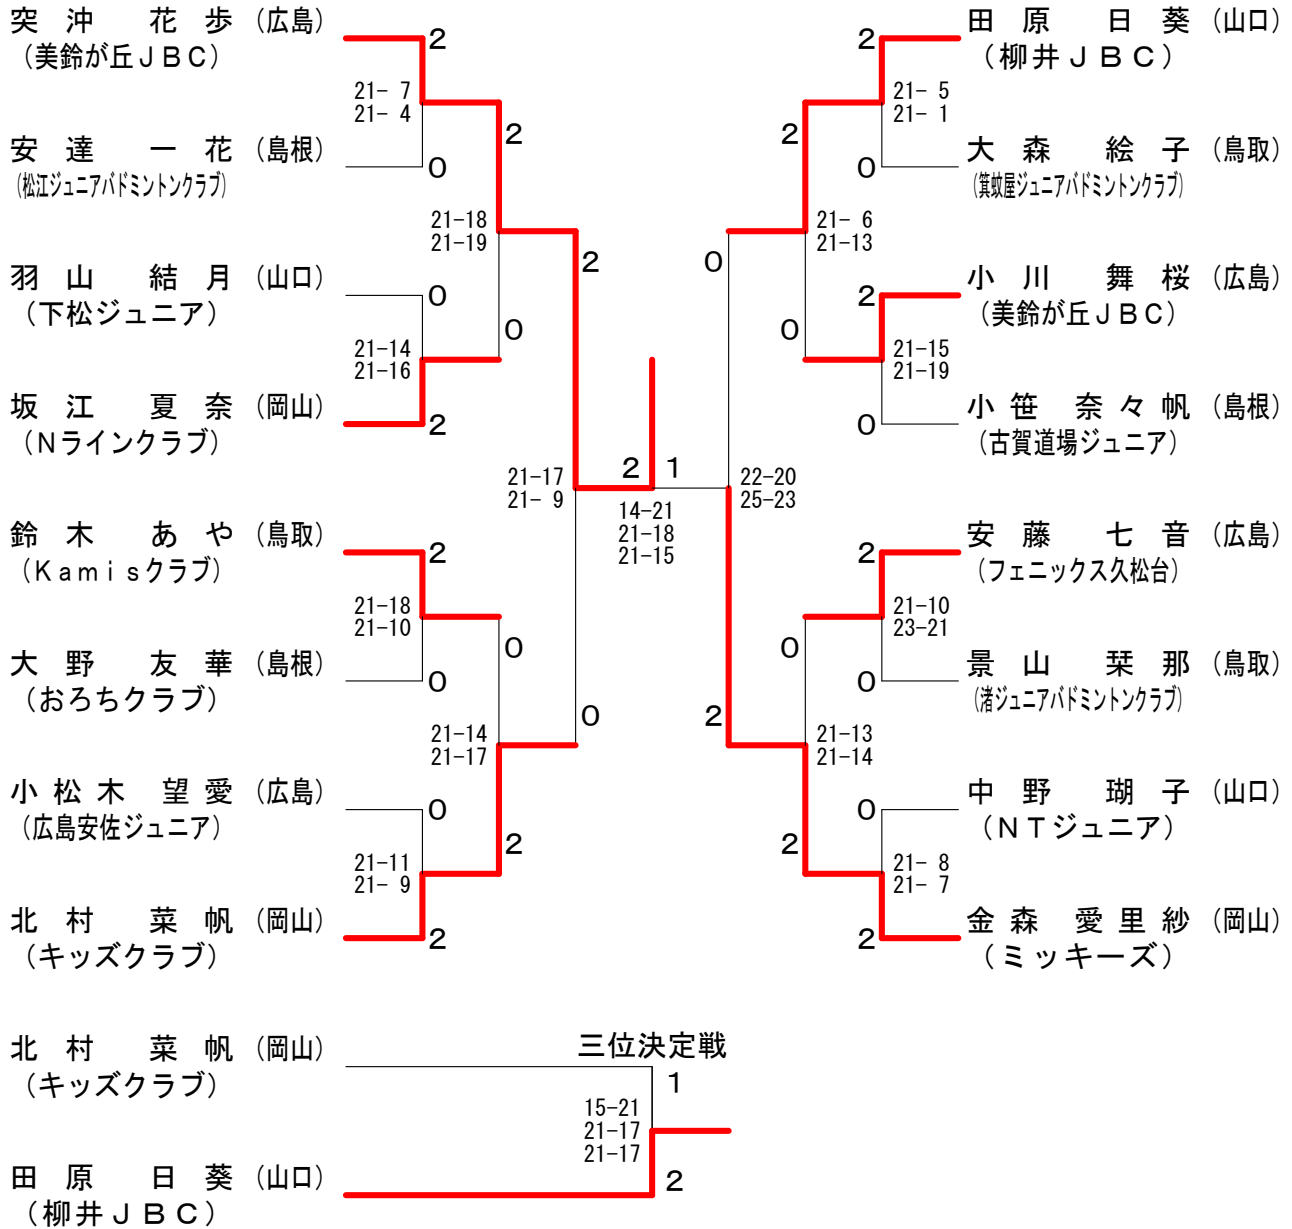 突沖 花歩 (広島)
(美鈴が丘JBC)
2
21- 7
21- 4
安達 一花 (島根)
(松江ジュニアバドミントンクラブ)
0
2
21-18
21-19
羽山 結月 (山口)
(下松ジュニア)
0
21-14
21-16
坂江 夏奈 (岡山)
(Nラインクラブ)
2
0
2
21-17
21- 9
鈴木 あや (鳥取)
(Kamisクラブ)
2
21-18
21-10
大野 友華 (島根)
(おろちクラブ)
0
0
21-14
21-17
小松木 望愛 (広島)
(広島安佐ジュニア)
0
21-11
21- 9
北村 菜帆 (岡山)
(キッズクラブ)
2
2
0
2 1
14-21
21-18
21-15
田原 日葵 (山口)
(柳井JBC)
2
21- 5
21- 1
大森 絵子 (鳥取)
(箕蚊屋ジュニアバドミントンクラブ)
0
2
21- 6
21-13
小川 舞桜 (広島)
(美鈴が丘JBC)
2
21-15
21-19
小笹 奈々帆 (島根)
(古賀道場ジュニア)
0
0
0
22-20
25-23
安藤 七音 (広島)
(フェニックス久松台)
2
21-10
23-21
景山 栞那 (鳥取)
(渚ジュニアバドミントンクラブ)
0
0
21-13
21-14
中野 瑚子 (山口)
(NTジュニア)
0
21- 8
21- 7
金森 愛里紗 (岡山)
(ミッキーズ)
2
2
2
三位決定戦
北村 菜帆 (岡山)
(キッズクラブ)
1
15-21
21-17
21-17
田原 日葵 (山口)
(柳井JBC)
2